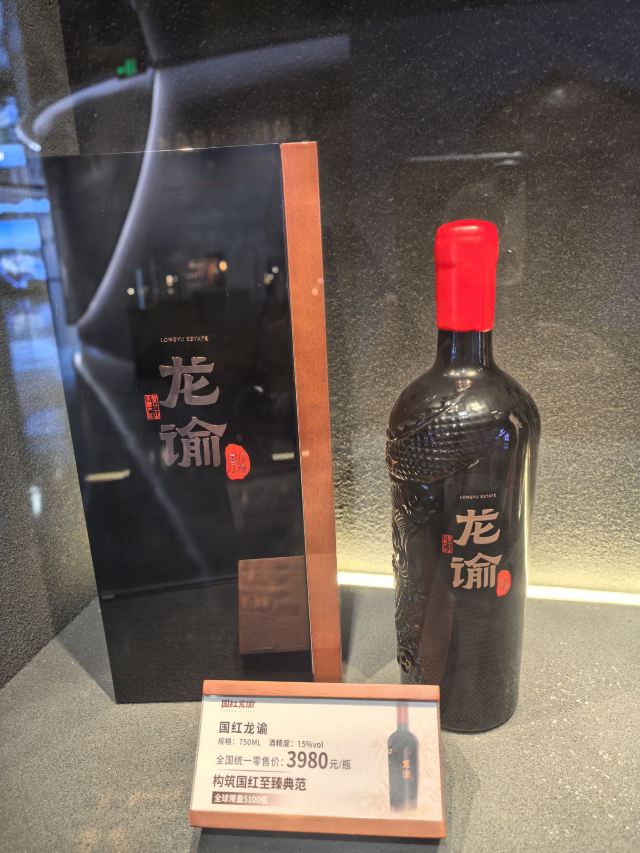 LONGYU ESTATE
龙
谕
LONGYU ESTATE
龙
谕
国红龙谕
国红龙谕
规格：750ML 酒精度：15%vol
全国统一零售价：3980元/瓶
构筑国红至臻典范
全球限量5100瓶
龙
谕